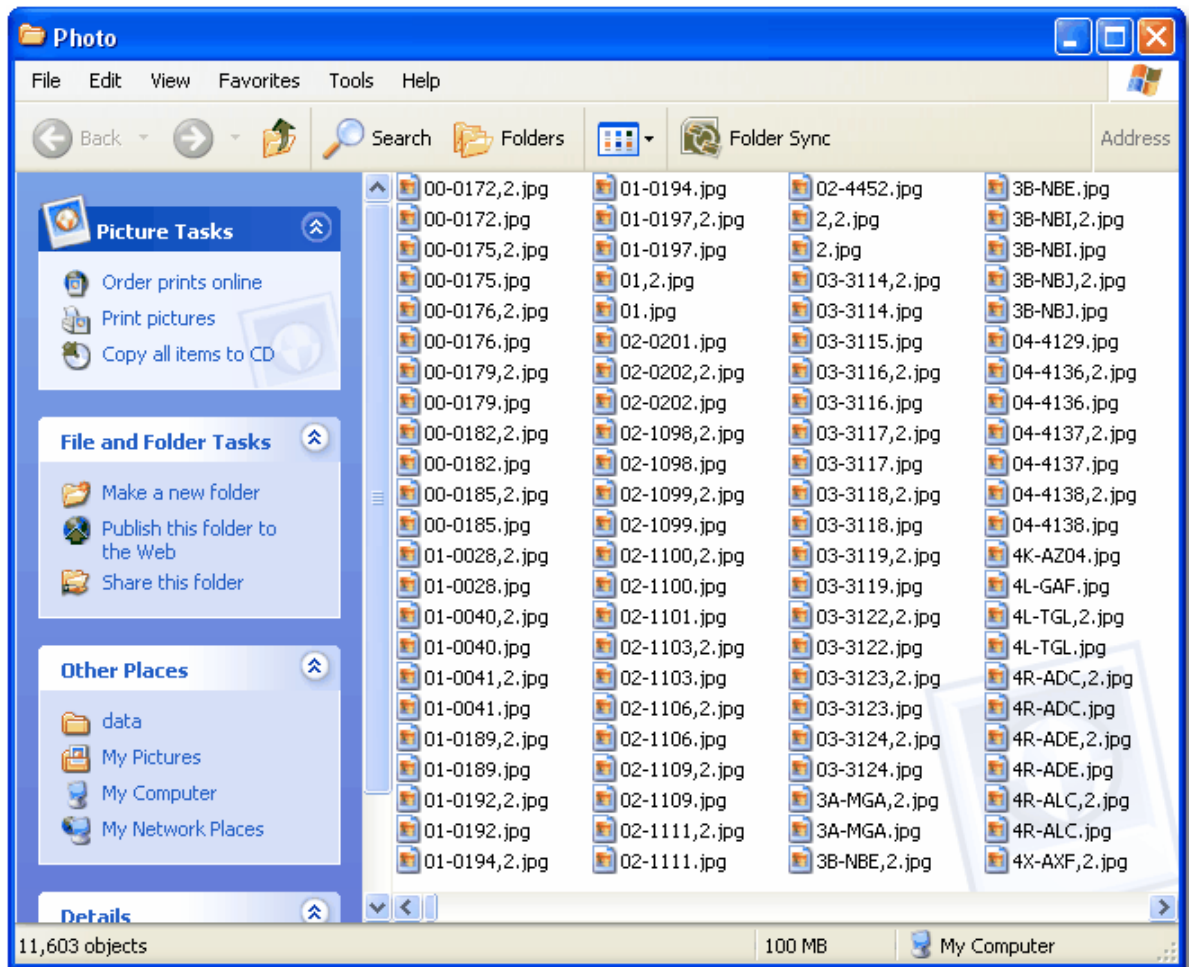 Photo
File Edit View Favorites Tools Help
Back Search Folders Folder Sync Address
Picture Tasks
Order prints online
Print pictures
Copy all items to CD
File and Folder Tasks
Make a new folder
Publish this folder to
the Web
Share this folder
Other Places
data
My Pictures
My Computer
My Network Places
Details
00-0172,2.jpg
00-0172.jpg
00-0175,2.jpg
00-0175.jpg
00-0176,2.jpg
00-0176.jpg
00-0179,2.jpg
00-0179.jpg
00-0182,2.jpg
00-0182.jpg
00-0185,2.jpg
00-0185.jpg
01-0028,2.jpg
01-0028.jpg
01-0040,2.jpg
01-0040.jpg
01-0041,2.jpg
01-0041.jpg
01-0189,2.jpg
01-0189.jpg
01-0192,2.jpg
01-0192.jpg
01-0194,2.jpg
01-0194.jpg
01-0197,2.jpg
01-0197.jpg
01,2.jpg
01.jpg
02-0201.jpg
02-0202,2.jpg
02-0202.jpg
02-1098,2.jpg
02-1098.jpg
02-1099,2.jpg
02-1099.jpg
02-1100,2.jpg
02-1100.jpg
02-1101.jpg
02-1103,2.jpg
02-1103.jpg
02-1106,2.jpg
02-1106.jpg
02-1109,2.jpg
02-1109.jpg
02-1111,2.jpg
02-1111.jpg
02-4452.jpg
2,2.jpg
2.jpg
03-3114,2.jpg
03-3114.jpg
03-3115.jpg
03-3116,2.jpg
03-3116.jpg
03-3117,2.jpg
03-3117.jpg
03-3118,2.jpg
03-3118.jpg
03-3119,2.jpg
03-3119.jpg
03-3122,2.jpg
03-3122.jpg
03-3123,2.jpg
03-3123.jpg
03-3124,2.jpg
03-3124.jpg
3A-MGA,2.jpg
3A-MGA.jpg
3B-NBE,2.jpg
3B-NBE.jpg
3B-NBI,2.jpg
3B-NBI.jpg
3B-NBJ,2.jpg
3B-NBJ.jpg
04-4129.jpg
04-4136,2.jpg
04-4136.jpg
04-4137,2.jpg
04-4137.jpg
04-4138,2.jpg
04-4138.jpg
4K-AZ04.jpg
4L-GAF.jpg
4L-TGL,2.jpg
4L-TGL.jpg
4R-ADC,2.jpg
4R-ADC.jpg
4R-ADE,2.jpg
4R-ADE.jpg
4R-ALC,2.jpg
4R-ALC.jpg
4X-AXF,2.jpg
11,603 objects 100 MB My Computer